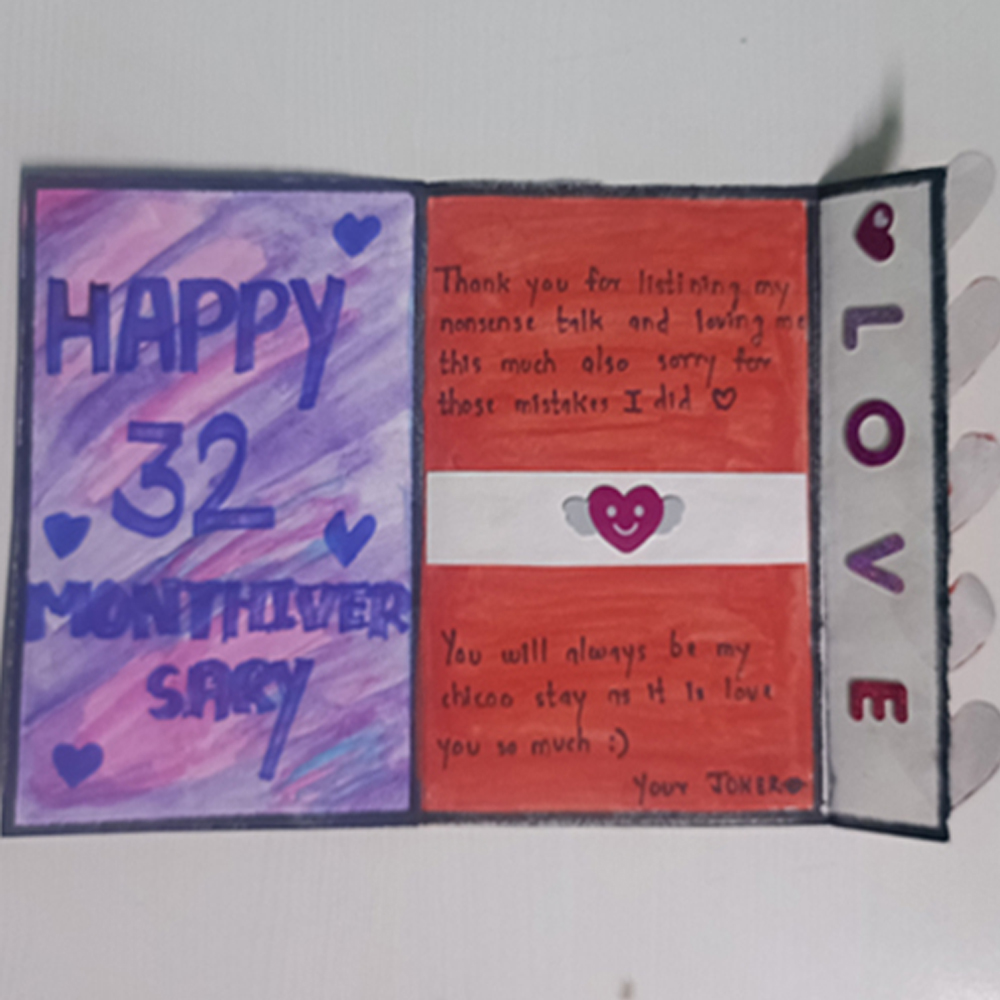 HAPPY
32
MONTHIVER
SARY
Thank you for listining my
nonsense talk and loving me
this much also sorry for
those mistakes I did ♡
You will always be my
chicoo stay as it is love
you so much :)
Your JOKER
LOVE